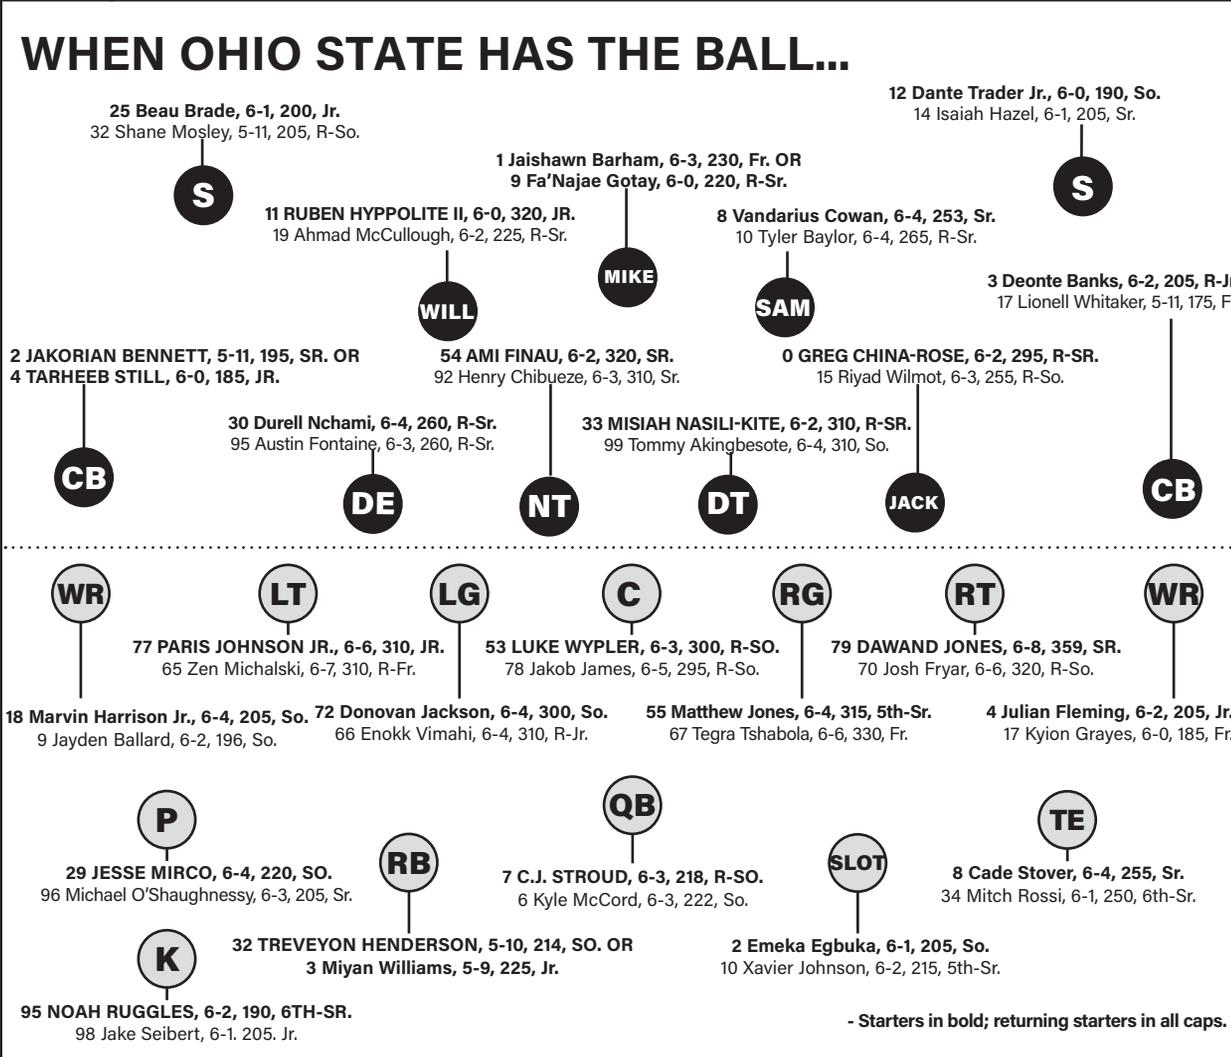 WHEN OHIO STATE HAS THE BALL...
25 Beau Brade, 6-1, 200, Jr.
32 Shane Mosley, 5-11, 205, R-So.
S
12 Dante Trader Jr., 6-0, 190, So.
14 Isaiah Hazel, 6-1, 205, Sr.
S
1 Jaishawn Barham, 6-3, 230, Fr. OR
9 Fa'Najae Gotay, 6-0, 220, R-Sr.
MIKE
11 RUBEN HYPPOLITE II, 6-0, 320, JR.
19 Ahmad McCullough, 6-2, 225, R-Sr.
WILL
8 Vandarius Cowan, 6-4, 253, Sr.
10 Tyler Baylor, 6-4, 265, R-Sr.
SAM
3 Deonte Banks, 6-2, 205,
17 Lionell Whitaker, 5-11, 175,
CB
2 JAKORIAN BENNETT, 5-11, 195, SR. OR
4 TARHEEB STILL, 6-0, 185, JR.
CB
54 AMI FINAU, 6-2, 320, SR.
92 Henry Chibueze, 6-3, 310, Sr.
NT
0 GREG CHINA-ROSE, 6-2, 295, R-SR.
15 Riyad Wilmot, 6-3, 255, R-So.
JACK
30 Durell Nchami, 6-4, 260, R-Sr.
95 Austin Fontaine, 6-3, 260, R-Sr.
DE
33 MISIAH NASILI-KITE, 6-2, 310, R-SR.
99 Tommy Akingbesote, 6-4, 310, So.
DT
WR
LT
LG
C
RG
RT
WR
77 PARIS JOHNSON JR., 6-6, 310, JR.
65 Zen Michalski, 6-7, 310, R-Fr.
53 LUKE WYPLER, 6-3, 300, R-SO.
78 Jakob James, 6-5, 295, R-So.
79 DAWAND JONES, 6-8, 359, SR.
70 Josh Fryar, 6-6, 320, R-So.
18 Marvin Harrison Jr., 6-4, 205, So.
9 Jayden Ballard, 6-2, 196, So.
72 Donovan Jackson, 6-4, 300, So.
66 Enokk Vimahi, 6-4, 310, R-Jr.
55 Matthew Jones, 6-4, 315, 5th-Sr.
67 Tegra Tshabola, 6-6, 330, Fr.
4 Julian Fleming, 6-2, 205, Jr.
17 Kyion Grayes, 6-0, 185, Fr.
P
29 JESSE MIRCO, 6-4, 220, SO.
96 Michael O'Shaughnessy, 6-3, 205, Sr.
RB
32 TREVEYON HENDERSON, 5-10, 214, SO. OR
3 Miyan Williams, 5-9, 225, Jr.
QB
7 C.J. STROUD, 6-3, 218, R-SO.
6 Kyle McCord, 6-3, 222, So.
SLOT
2 Emeka Egbuka, 6-1, 205, So.
10 Xavier Johnson, 6-2, 215, 5th-Sr.
TE
8 Cade Stover, 6-4, 255, Sr.
34 Mitch Rossi, 6-1, 250, 6th-Sr.
K
95 NOAH RUGGLES, 6-2, 190, 6TH-SR.
98 Jake Seibert, 6-1. 205. Jr.
- Starters in bold; returning starters in all caps.